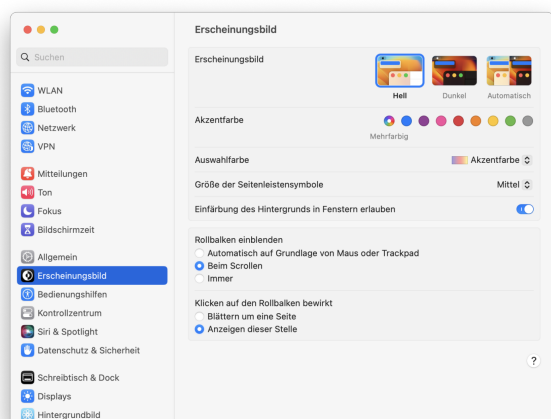 Erscheinungsbild
Suchen
WLAN
Bluetooth
Netzwerk
VPN
Mitteilungen
Ton
Fokus
Bildschirmzeit
Allgemein
Erscheinungsbild
Bedienungshilfen
Kontrollzentrum
Siri & Spotlight
Datenschutz & Sicherheit
Schreibtisch & Dock
Displays
Hintergrundbild
Erscheinungsbild
Hell Dunkel Automatisch
Akzentfarbe
Mehrfarbig
Auswahlfarbe Akzentfarbe
Größe der Seitenleistensymbole Mittel
Einfärbung des Hintergrunds in Fenstern erlauben
Rollbalken einblenden
Automatisch auf Grundlage von Maus oder Trackpad
Beim Scrollen
Immer
Klicken auf den Rollbalken bewirkt
Blättern um eine Seite
Anzeigen dieser Stelle
?